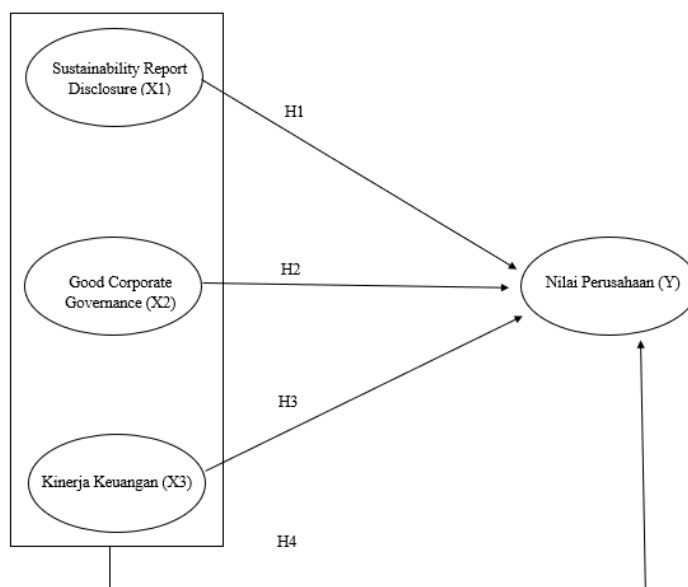 Sustainability Report
Disclosure (X1)
H1
Good Corporate
Governance (X2)
H2
Nilai Perusahaan (Y)
H3
Kinerja Keuangan (X3)
H4